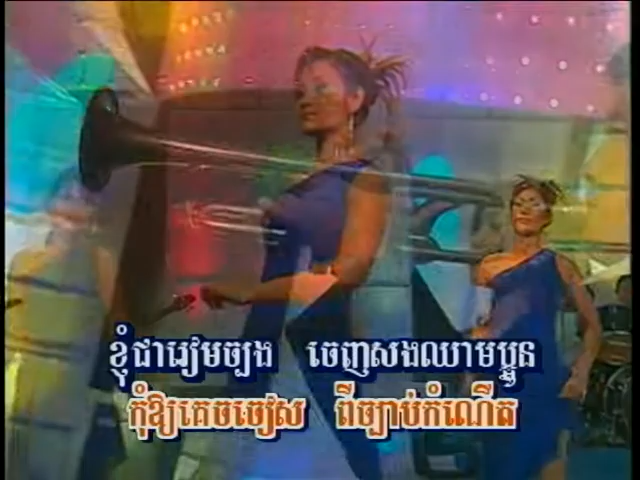 ខ្ញុំជារៀមច្បង ចេញសងឈាមប្អូន
កុំឱ្យគេចចៀស ពីច្បាប់កំណើត